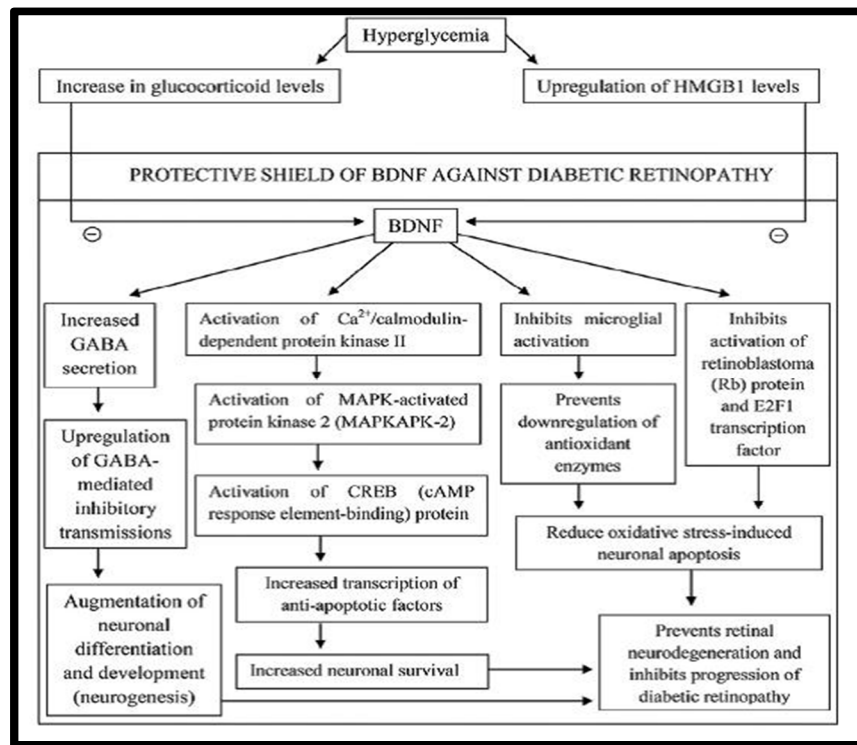 Hyperglycemia
Increase in glucocorticoid levels
Upregulation of HMGB1 levels
PROTECTIVE SHIELD OF BDNF AGAINST DIABETIC RETINOPATHY
⊖
BDNF
⊖
Increased
GABA
secretion
Activation of Ca²⁺/calmodulin-
dependent protein kinase II
Inhibits microglial
activation
Inhibits
activation of
retinoblastoma
(Rb) protein
and E2F1
transcription
factor
Upregulation
of GABA-
mediated
inhibitory
transmissions
Activation of MAPK-activated
protein kinase 2 (MAPKAPK-2)
Prevents
downregulation of
antioxidant
enzymes
Activation of CREB (cAMP
response element-binding) protein
Reduce oxidative stress-induced
neuronal apoptosis
Augmentation of
neuronal
differentiation
and development
(neurogenesis)
Increased transcription of
anti-apoptotic factors
Increased neuronal survival
Prevents retinal
neurodegeneration and
inhibits progression of
diabetic retinopathy